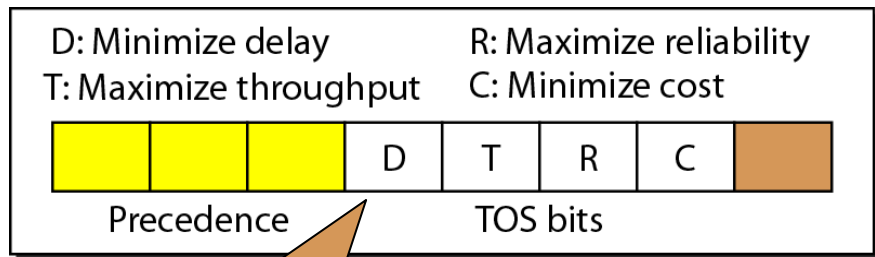 D: Minimize delay R: Maximize reliability
T: Maximize throughput C: Minimize cost
D T R C
Precedence TOS bits